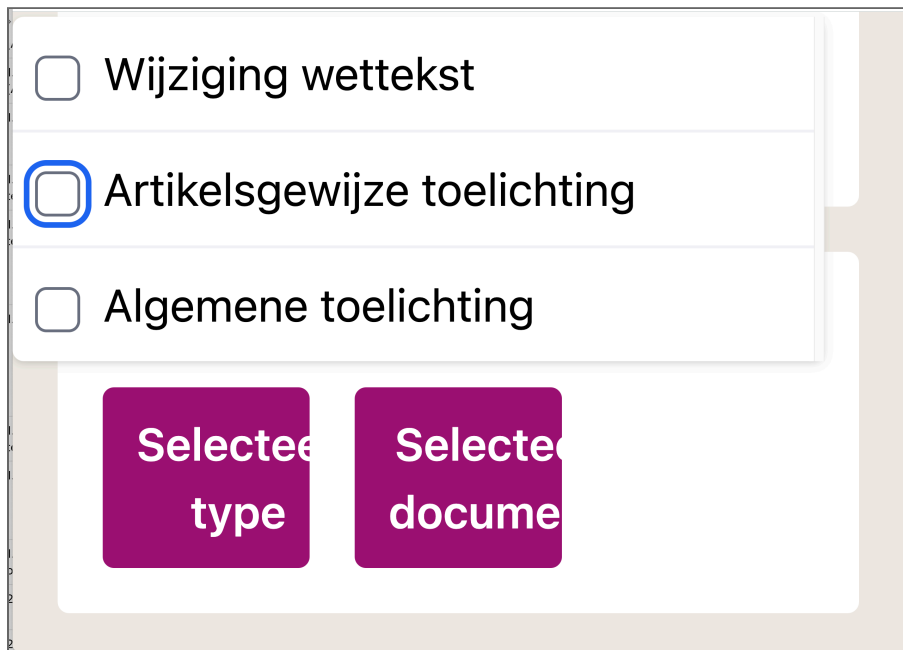 Wijziging wettekst
Artikelsgewijze toelichting
Algemene toelichting
Selectee
type
Selectee
docume